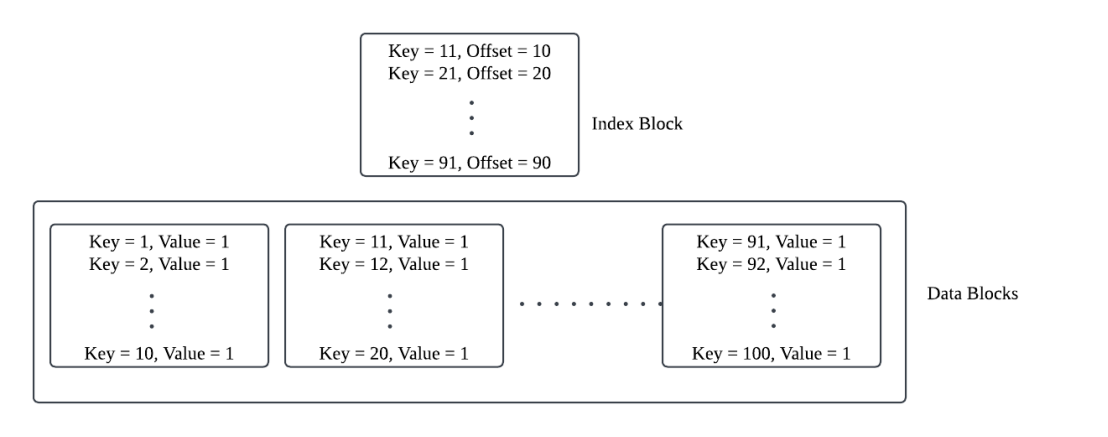 Key = 11, Offset = 10
Key = 21, Offset = 20
Key = 91, Offset = 90
Index Block
Key = 1, Value = 1
Key = 2, Value = 1
Key = 10, Value = 1
Key = 11, Value = 1
Key = 12, Value = 1
Key = 20, Value = 1
Key = 91, Value = 1
Key = 92, Value = 1
Key = 100, Value = 1
Data Blocks